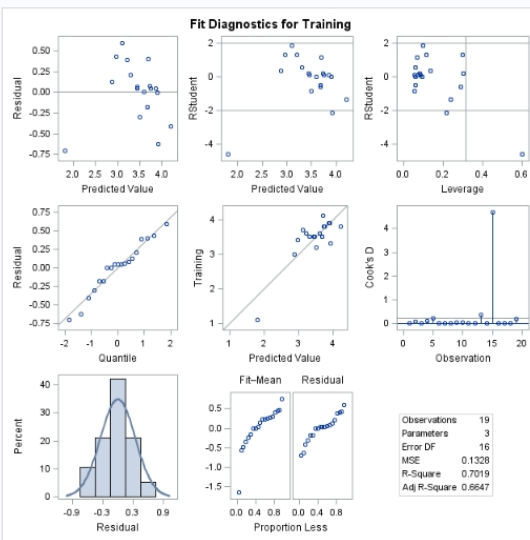 Fit Diagnostics for Training
0.50
0.25
0.00
-0.25
-0.50
-0.75
Residual
2.0 2.5 3.0 3.5 4.0
Predicted Value
2
0
-2
-4
RStudent
2.0 2.5 3.0 3.5 4.0
Predicted Value
2
0
-2
-4
RStudent
0.0 0.2 0.4 0.6
Leverage
0.75
0.50
0.25
0.00
-0.25
-0.50
-0.75
Residual
-2 -1 0 1 2
Quantile
4
3
2
1
Training
1 2 3 4
Predicted Value
4
3
2
1
0
Cook's D
0 5 10 15 20
Observation
40
30
20
10
0
Percent
-0.9 -0.3 0.3 0.9
Residual
Fit–Mean Residual
0.5
0.0
-0.5
-1.0
-1.5
0.0 0.4 0.8 0.0 0.4 0.8
Proportion Less
Observations 19
Parameters 3
Error DF 16
MSE 0.1328
R-Square 0.7019
Adj R-Square 0.6647